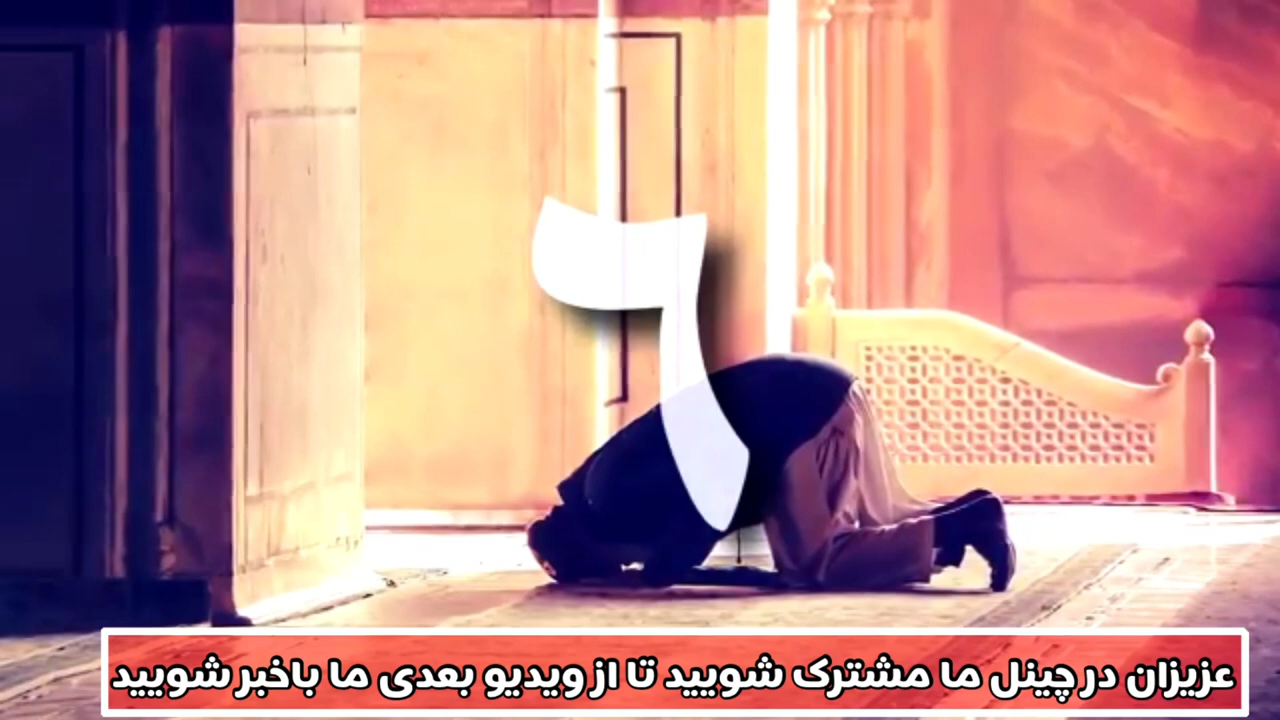 ٦
عزیزان در چینل ما مشترک شویید تا از ویدیو بعدی ما باخبر شویید